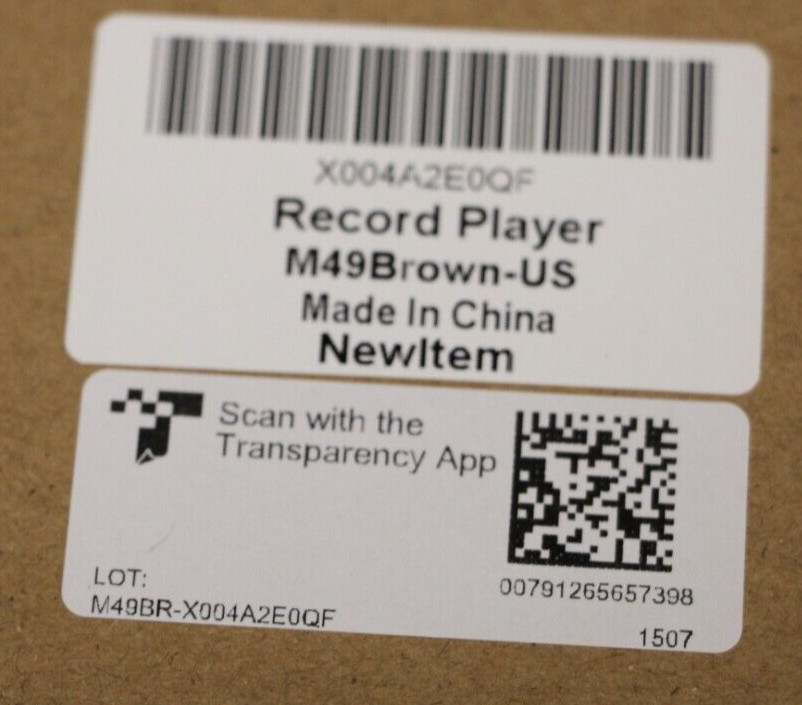 X004A2E0QF
Record Player
M49Brown-US
Made In China
NewItem
Scan with the
Transparency App
LOT:
M49BR-X004A2E0QF
00791265657398
1507